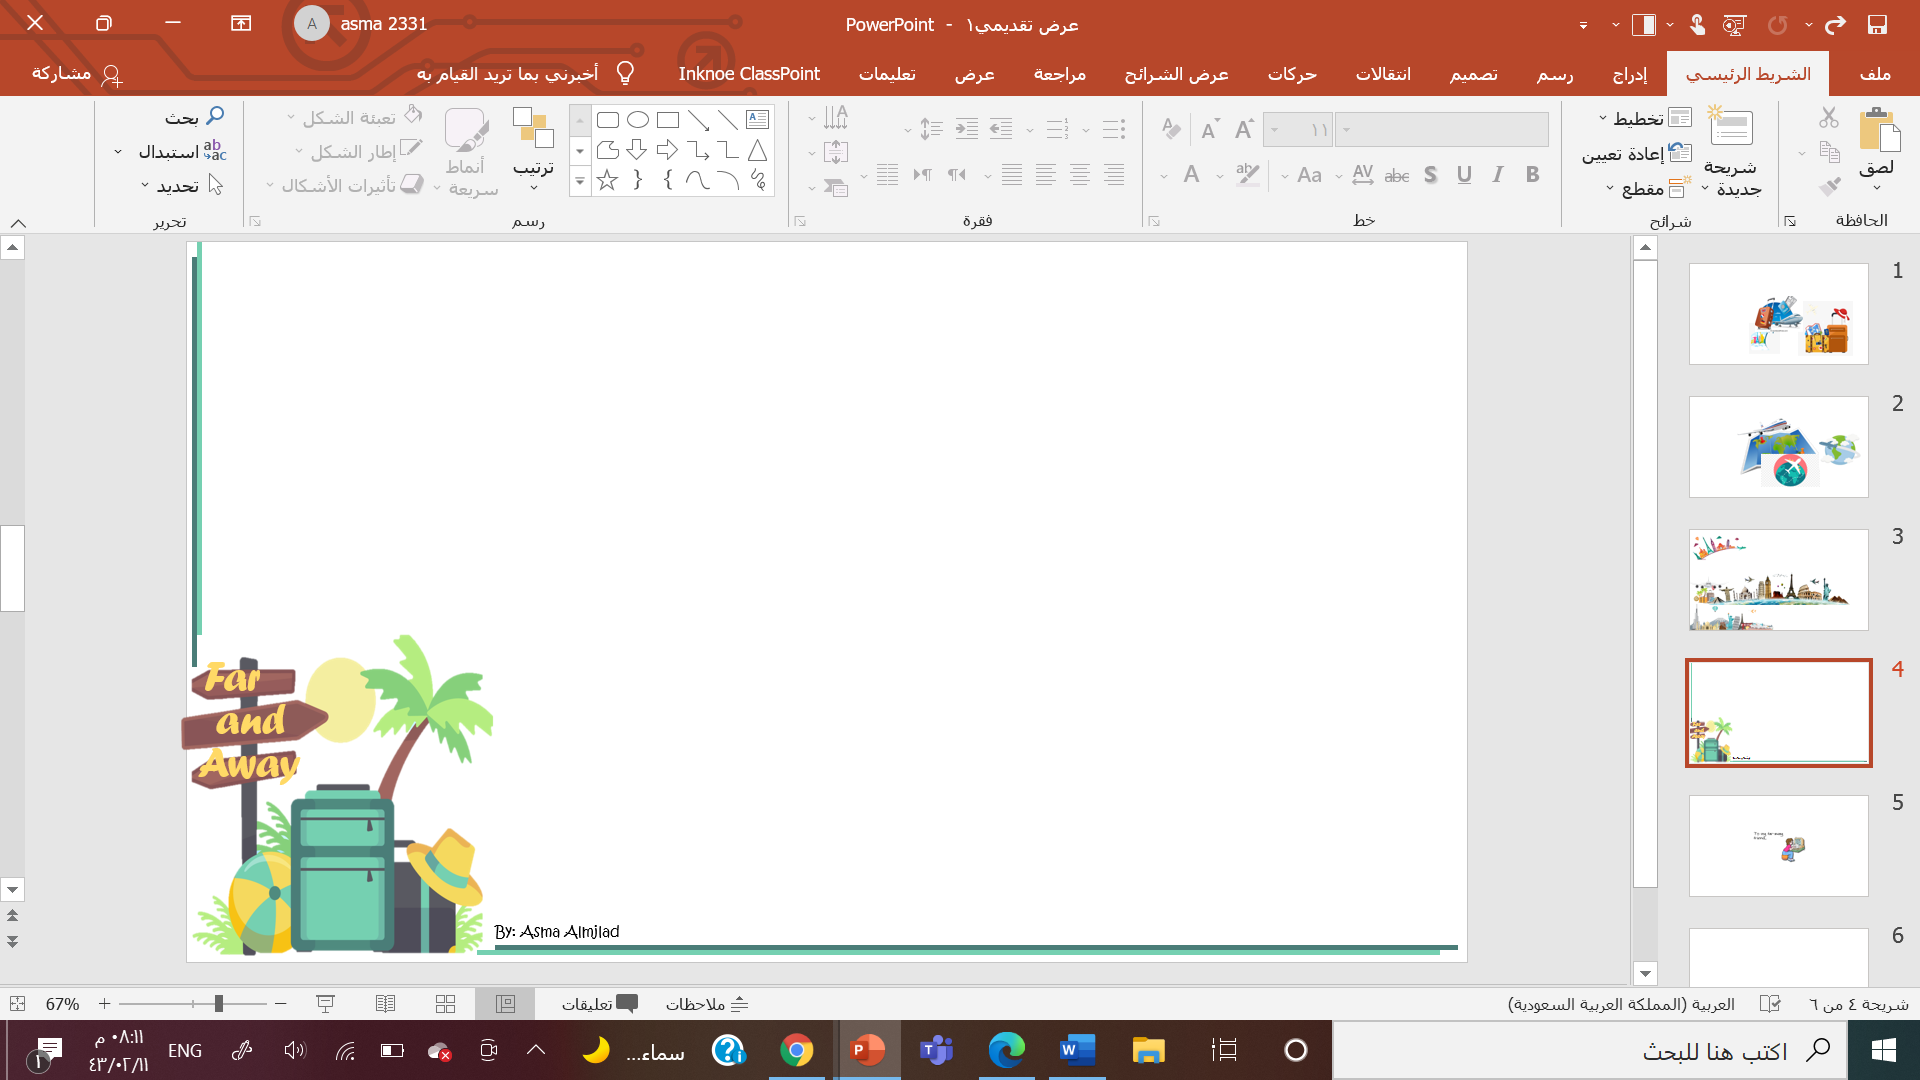 asma 2331
A
عرض تقديمي١ - PowerPoint
ملف
الشريط الرئيسي
إدراج
رسم
تصميم
انتقالات
حركات
عرض الشرائح
مراجعة
عرض
تعليمات
Inknoe ClassPoint
أخبرني بما تريد القيام به
مشاركة
لصق
الحافظة
شريحة
جديدة
تخطيط
إعادة تعيين
مقطع
شرائح
١١
خط
فقرة
ترتيب
أنماط
سريعة
تعبئة الشكل
إطار الشكل
تأثيرات الأشكال
رسم
بحث
استبدال
تحديد
تحرير
1
2
3
4
5
6
Far
and
Away
By: Asma Almjlad
شريحة ٤ من ٦
العربية (المملكة العربية السعودية)
ملاحظات
تعليقات
67%
اكتب هنا للبحث
سماء...
ENG
٠٨:١١ م
٤٣/٠٢/١١
١